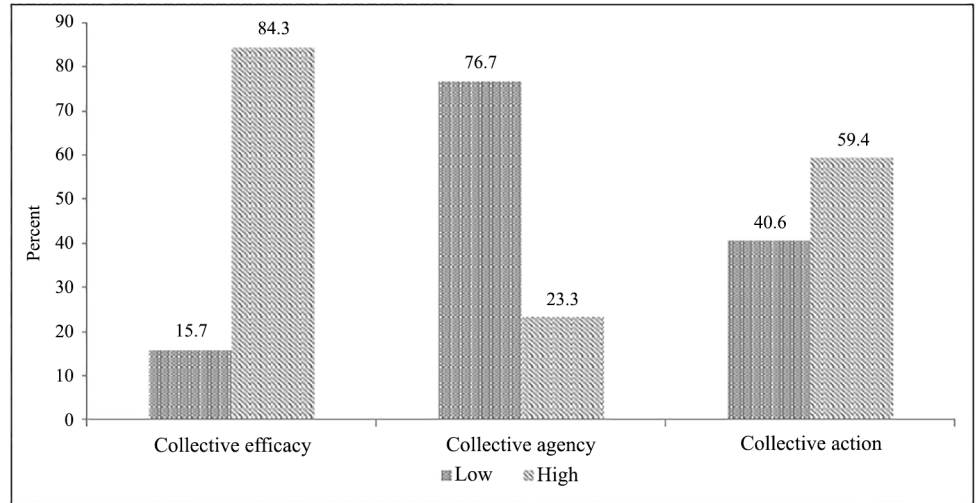 90
80
70
60
50
40
30
20
10
0
Percent
84.3
76.7
59.4
40.6
23.3
15.7
Collective efficacy
Collective agency
Collective action
Low
High